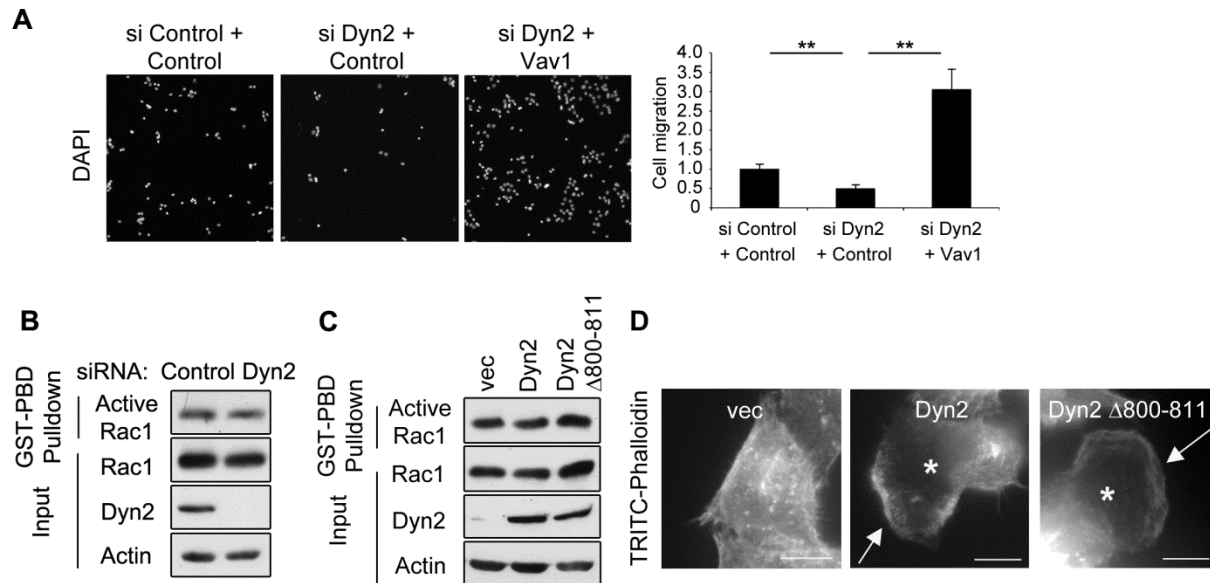 A
si Control +
Control
si Dyn2 +
Control
si Dyn2 +
Vav1
DAPI
Cell migration
4.0
3.5
3.0
2.5
2.0
1.5
1.0
0.5
0
**
**
si Control
+ Control
si Dyn2
+ Control
si Dyn2
+ Vav1
B
siRNA: Control Dyn2
GST-PBD
Pulldown
Active
Rac1
Input
Rac1
Dyn2
Actin
C
vec
Dyn2
Dyn2
Δ800-811
GST-PBD
Pulldown
Active
Rac1
Input
Rac1
Dyn2
Actin
D
TRITC-Phalloidin
vec
Dyn2
*
Dyn2 Δ800-811
*